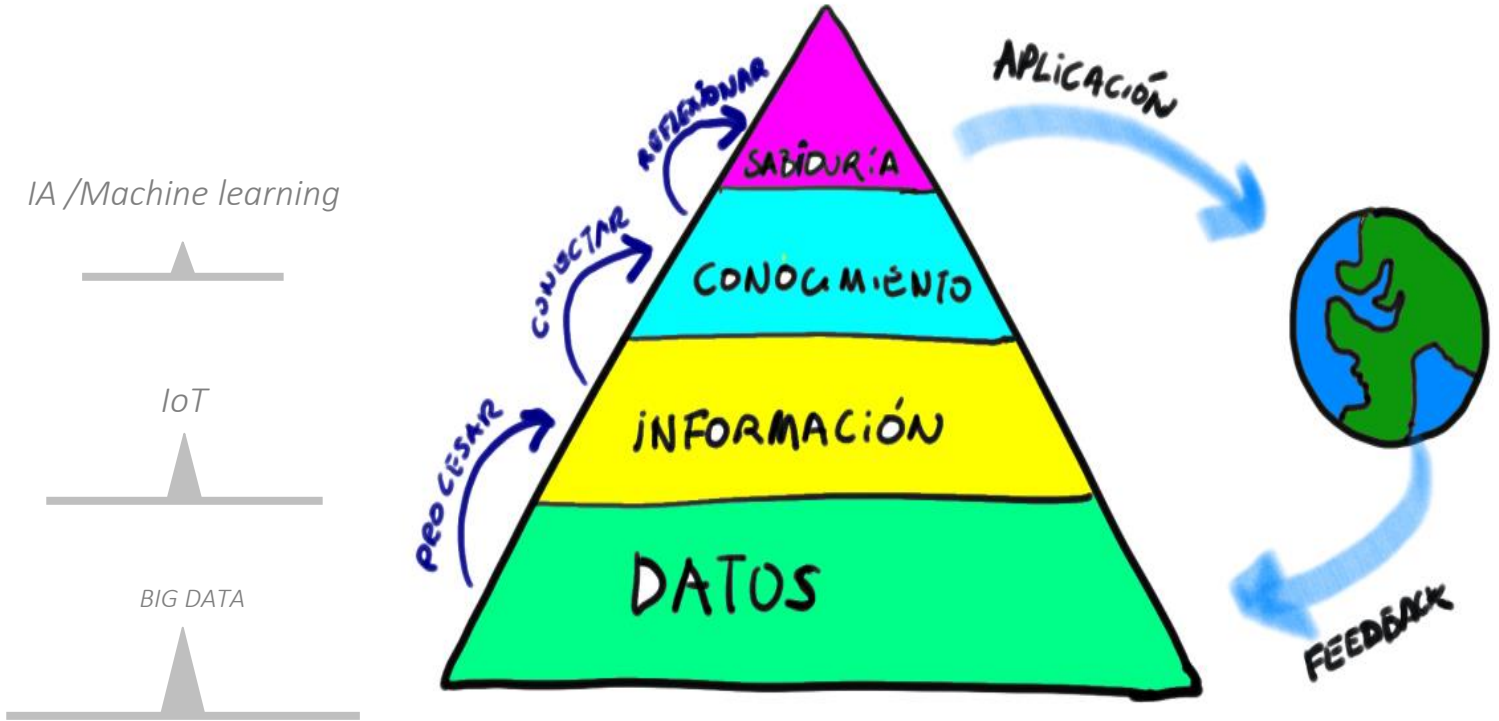 IA /Machine learning
IoT
BIG DATA
REFLEXIONAR
CONECTAR
PROCESAR
SABIDURÍA
CONOCIMIENTO
INFORMACIÓN
DATOS
APLICACIÓN
FEEDBACK